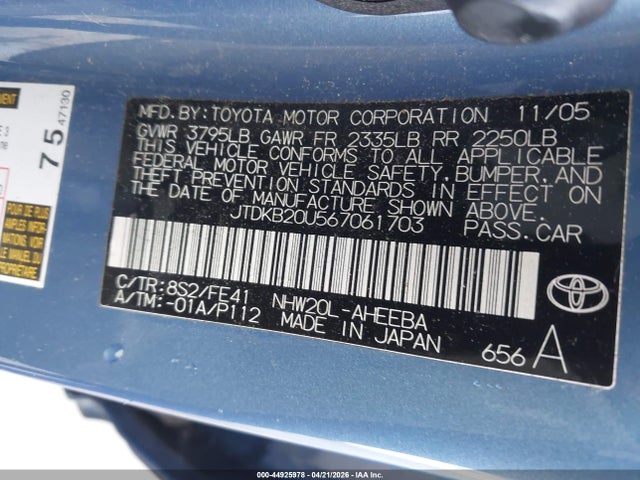 MFD. BY: TOYOTA MOTOR CORPORATION 11/05
GVWR 3795LB GAWR FR 2335LB RR 2250LB
THIS VEHICLE CONFORMS TO ALL APPLICABLE
FEDERAL MOTOR VEHICLE SAFETY, BUMPER, AND
THEFT PREVENTION STANDARDS IN EFFECT ON
THE DATE OF MANUFACTURE SHOWN ABOVE.
JTDKB20U567061703 PASS.CAR
C/TR:8S2/FE41 NHW20L-AHEEBA
A/TM:-01A/P112 MADE IN JAPAN
656 A
TOYOTA
75 47130
000-44925978 - 04/21/2026 - IAA Inc.